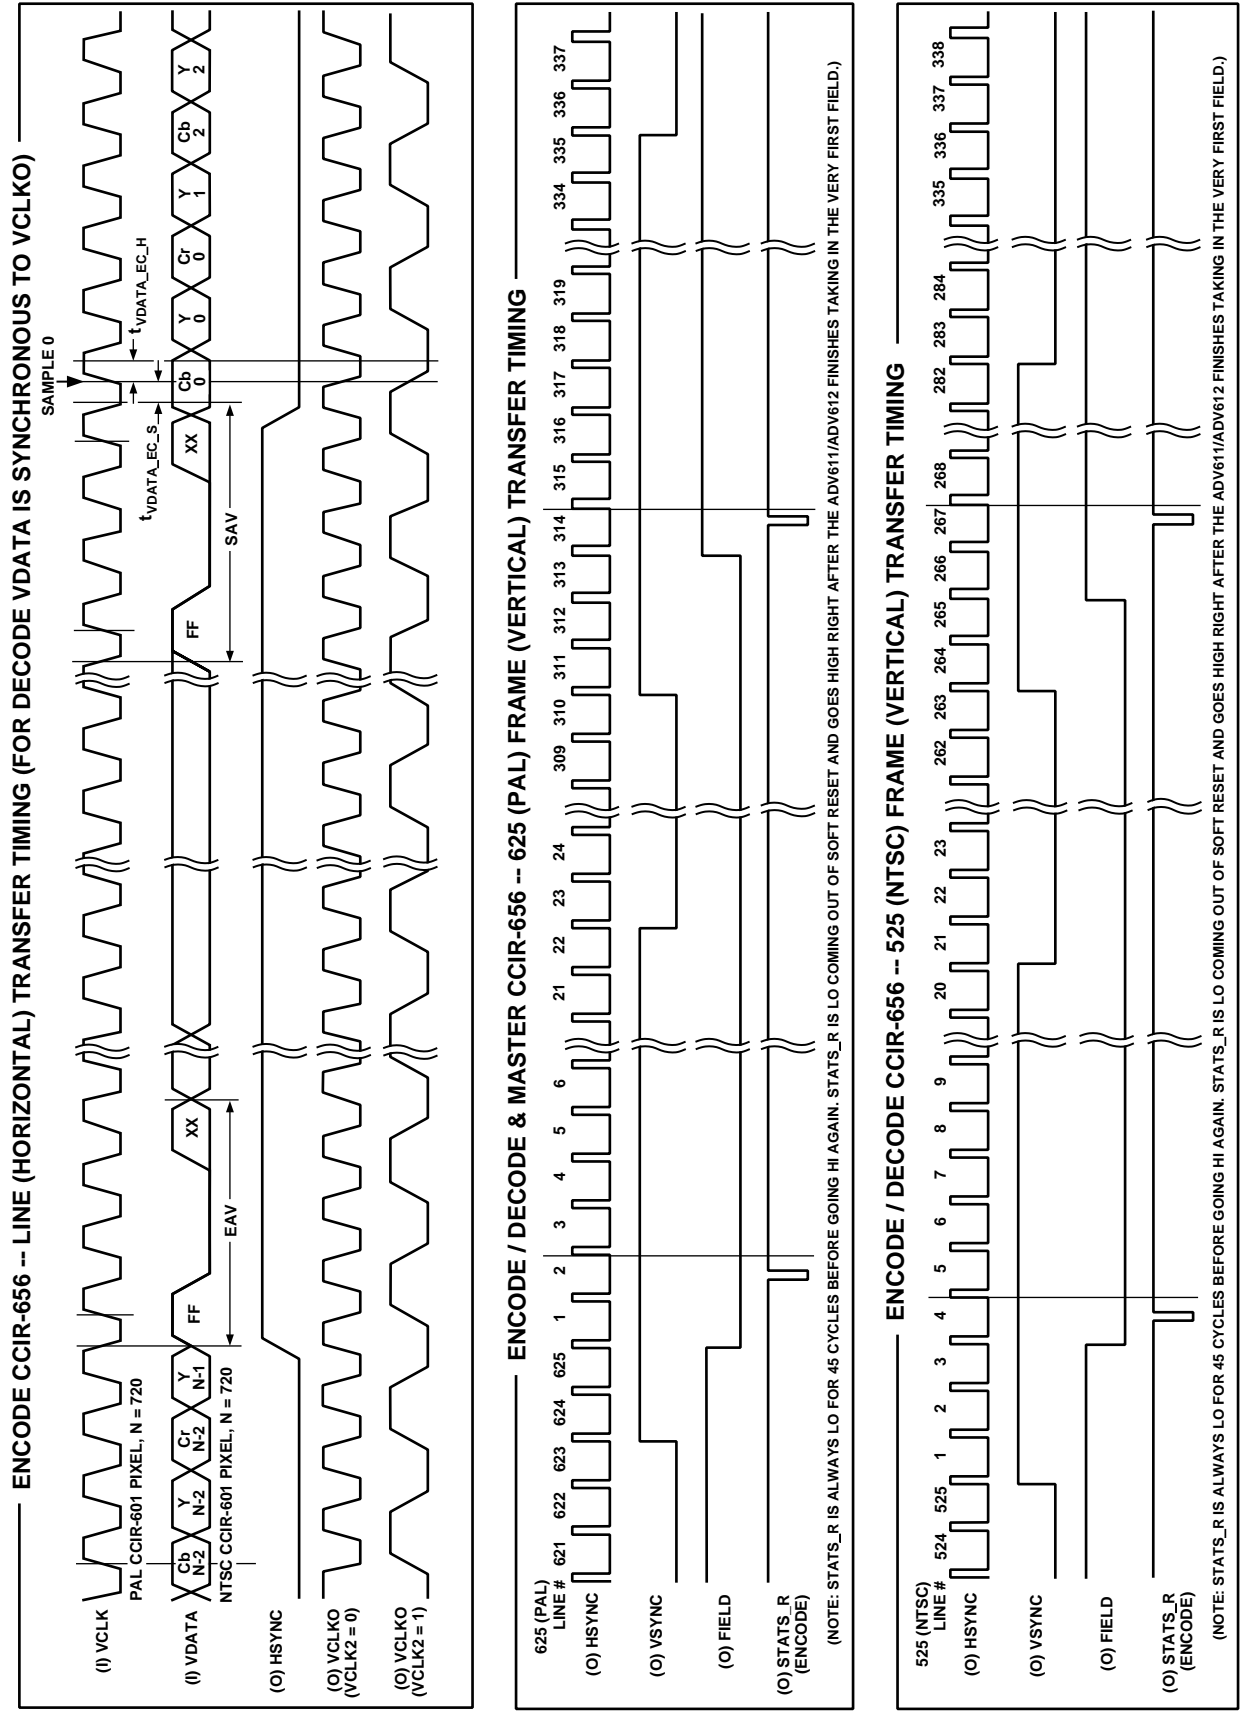 ENCODE CCIR-656 -- LINE (HORIZONTAL) TRANSFER TIMING (FOR DECODE VDATA IS SYNCHRONOUS TO VCLKO)
SAMPLE 0
(I) VCLK
PAL CCIR-601 PIXEL, N = 720
tVDATA_EC_S
tVDATA_EC_H
(I) VDATA
Cb N-2
Y N-2
Cr N-2
Y N-1
FF
XX
FF
XX
Cb 0
Y 0
Cr 0
Y 1
Cb 2
Y 2
NTSC CCIR-601 PIXEL, N = 720
EAV
SAV
(O) HSYNC
(O) VCLKO
(VCLK2 = 0)
(O) VCLKO
(VCLK2 = 1)
ENCODE / DECODE & MASTER CCIR-656 -- 625 (PAL) FRAME (VERTICAL) TRANSFER TIMING
625 (PAL)
LINE # 621 622 623 624 625 1 2 3 4 5 6 21 22 23 24 309 310 311 312 313 314 315 316 317 318 319 334 335 336 337
(O) HSYNC
(O) VSYNC
(O) FIELD
(O) STATS_R
(ENCODE)
(NOTE: STATS_R IS ALWAYS LO FOR 45 CYCLES BEFORE GOING HI AGAIN. STATS_R IS LO COMING OUT OF SOFT RESET AND GOES HIGH RIGHT AFTER THE ADV611/ADV612 FINISHES TAKING IN THE VERY FIRST FIELD.)
ENCODE / DECODE CCIR-656 -- 525 (NTSC) FRAME (VERTICAL) TRANSFER TIMING
525 (NTSC)
LINE # 524 525 1 2 3 4 5 6 7 8 9 20 21 22 23 262 263 264 265 266 267 268 282 283 284 335 336 337 338
(O) HSYNC
(O) VSYNC
(O) FIELD
(O) STATS_R
(ENCODE)
(NOTE: STATS_R IS ALWAYS LO FOR 45 CYCLES BEFORE GOING HI AGAIN. STATS_R IS LO COMING OUT OF SOFT RESET AND GOES HIGH RIGHT AFTER THE ADV611/ADV612 FINISHES TAKING IN THE VERY FIRST FIELD.)